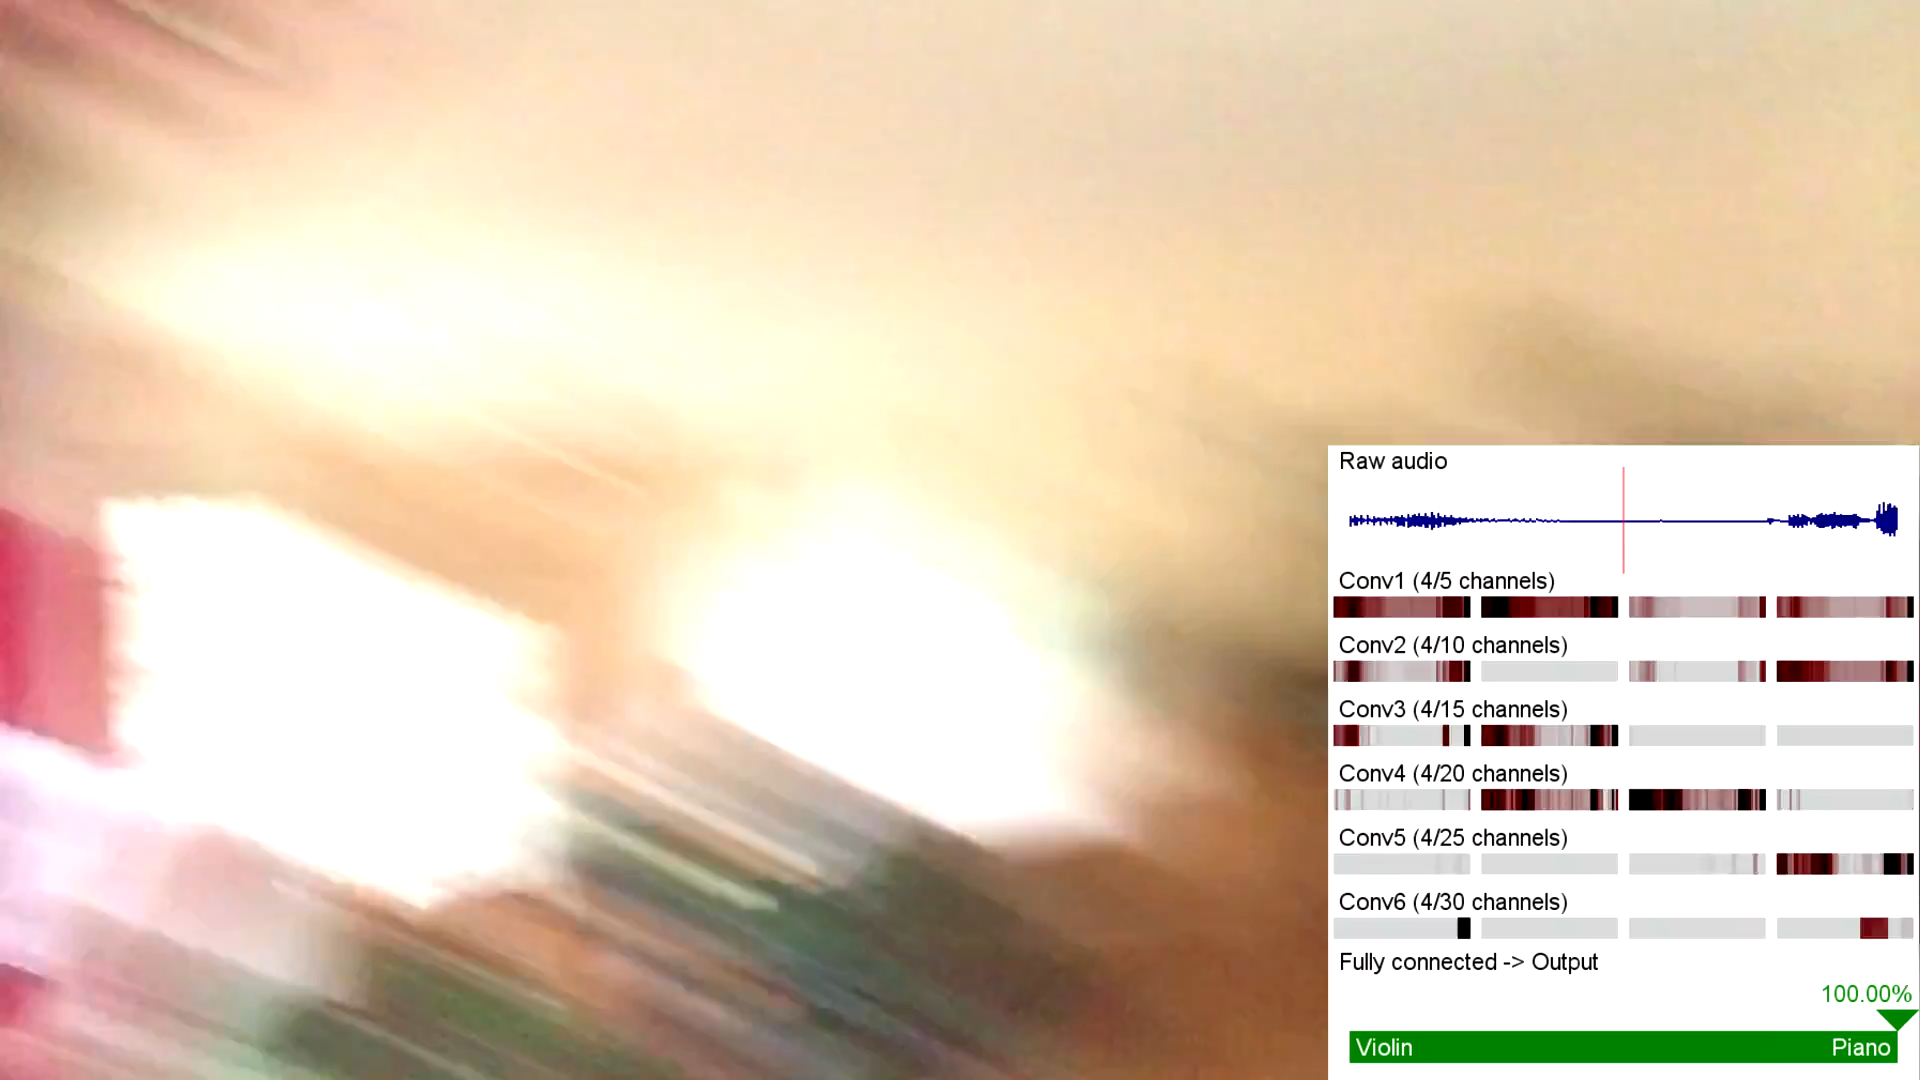 Raw audio
Conv1 (4/5 channels)
Conv2 (4/10 channels)
Conv3 (4/15 channels)
Conv4 (4/20 channels)
Conv5 (4/25 channels)
Conv6 (4/30 channels)
Fully connected -> Output
100.00%
Violin Piano